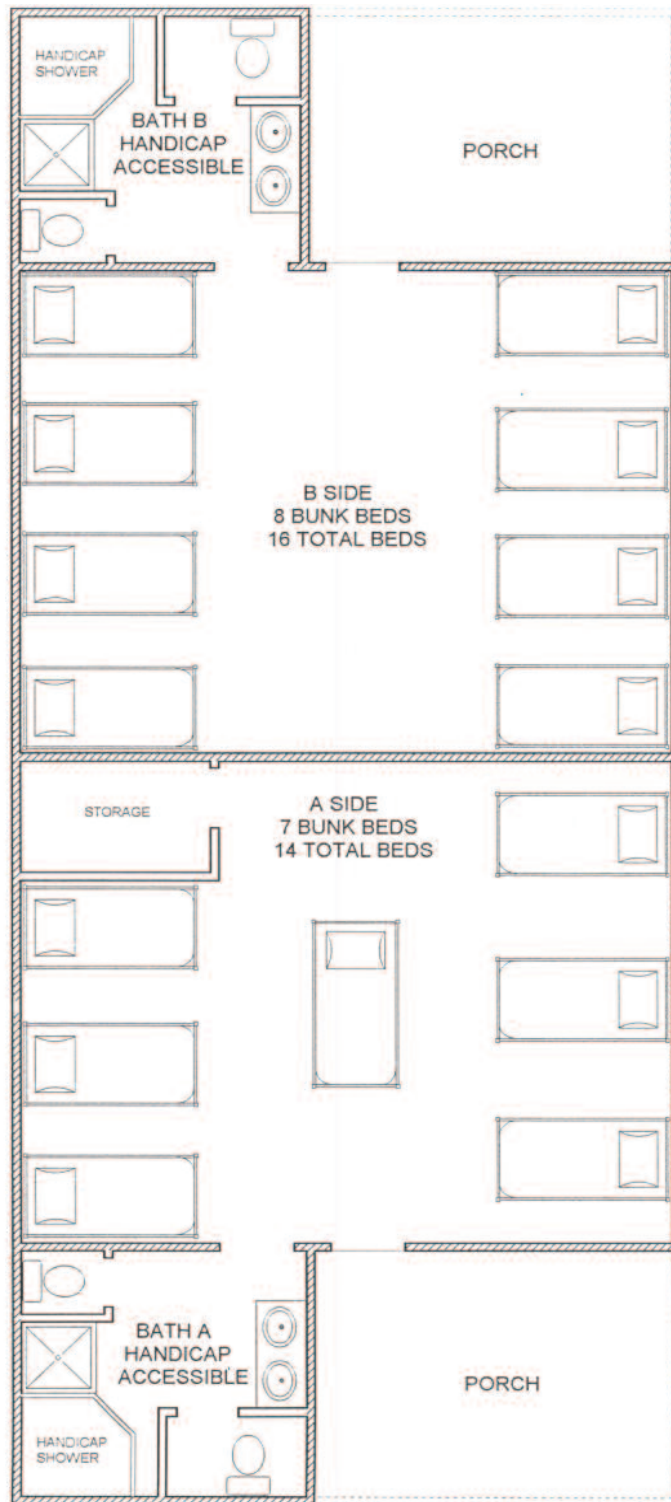 HANDICAP
SHOWER
BATH B
HANDICAP
ACCESSIBLE
PORCH
B SIDE
8 BUNK BEDS
16 TOTAL BEDS
STORAGE
A SIDE
7 BUNK BEDS
14 TOTAL BEDS
BATH A
HANDICAP
ACCESSIBLE
PORCH
HANDICAP
SHOWER